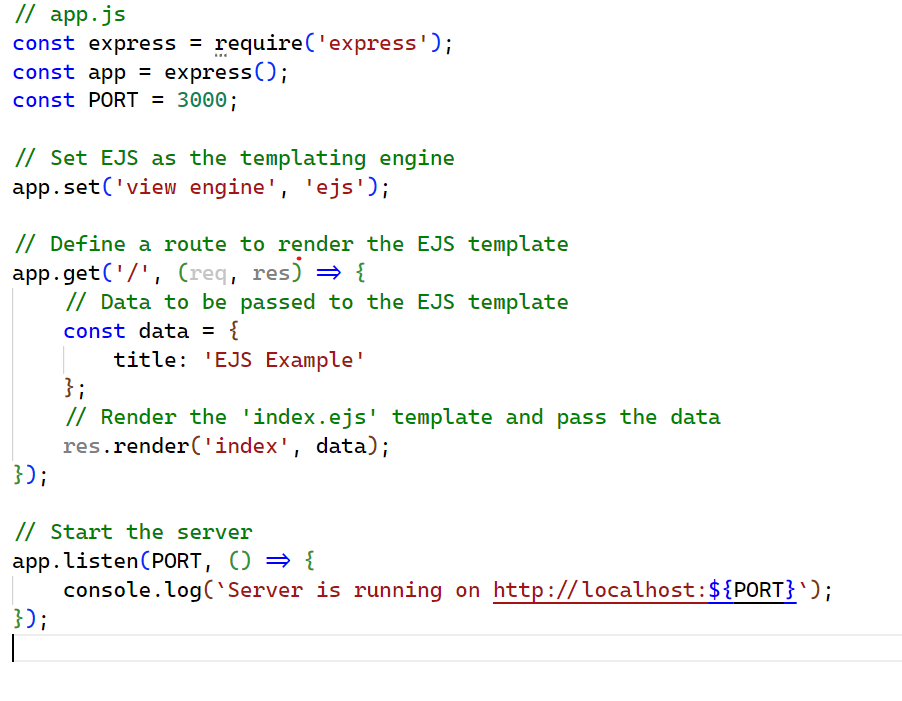 // app.js
const express = require('express');
const app = express();
const PORT = 3000;
// Set EJS as the templating engine
app.set('view engine', 'ejs');
// Define a route to render the EJS template
app.get('/', (req, res) => {
    // Data to be passed to the EJS template
    const data = {
        title: 'EJS Example'
    };
    // Render the 'index.ejs' template and pass the data
    res.render('index', data);
});
// Start the server
app.listen(PORT, () => {
    console.log(`Server is running on http://localhost:${PORT}`);
});